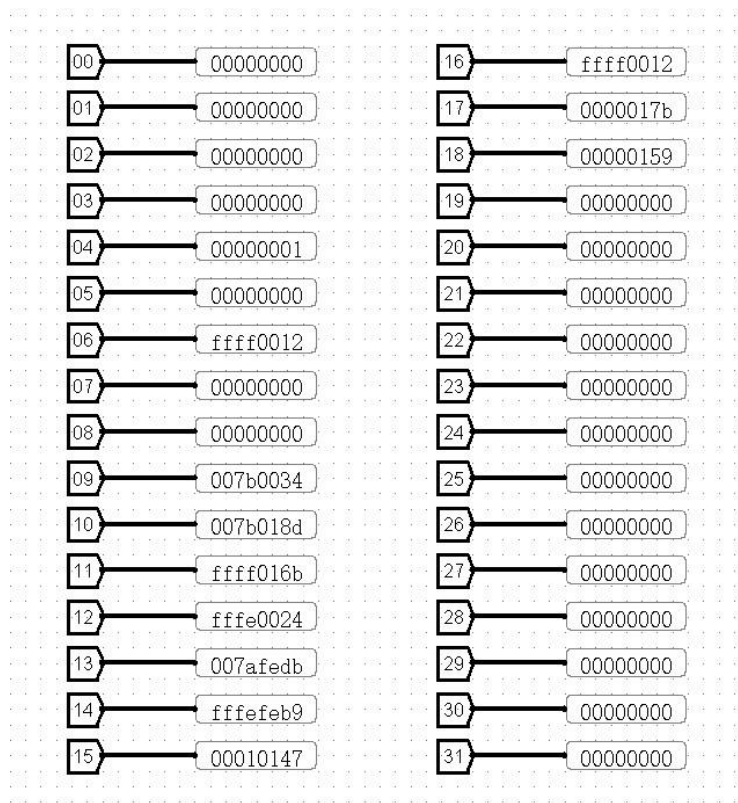 00 00000000
01 00000000
02 00000000
03 00000000
04 00000001
05 00000000
06 ffff0012
07 00000000
08 00000000
09 007b0034
10 007b018d
11 ffff016b
12 fffe0024
13 007afedb
14 fffefeb9
15 00010147
16 ffff0012
17 0000017b
18 00000159
19 00000000
20 00000000
21 00000000
22 00000000
23 00000000
24 00000000
25 00000000
26 00000000
27 00000000
28 00000000
29 00000000
30 00000000
31 00000000